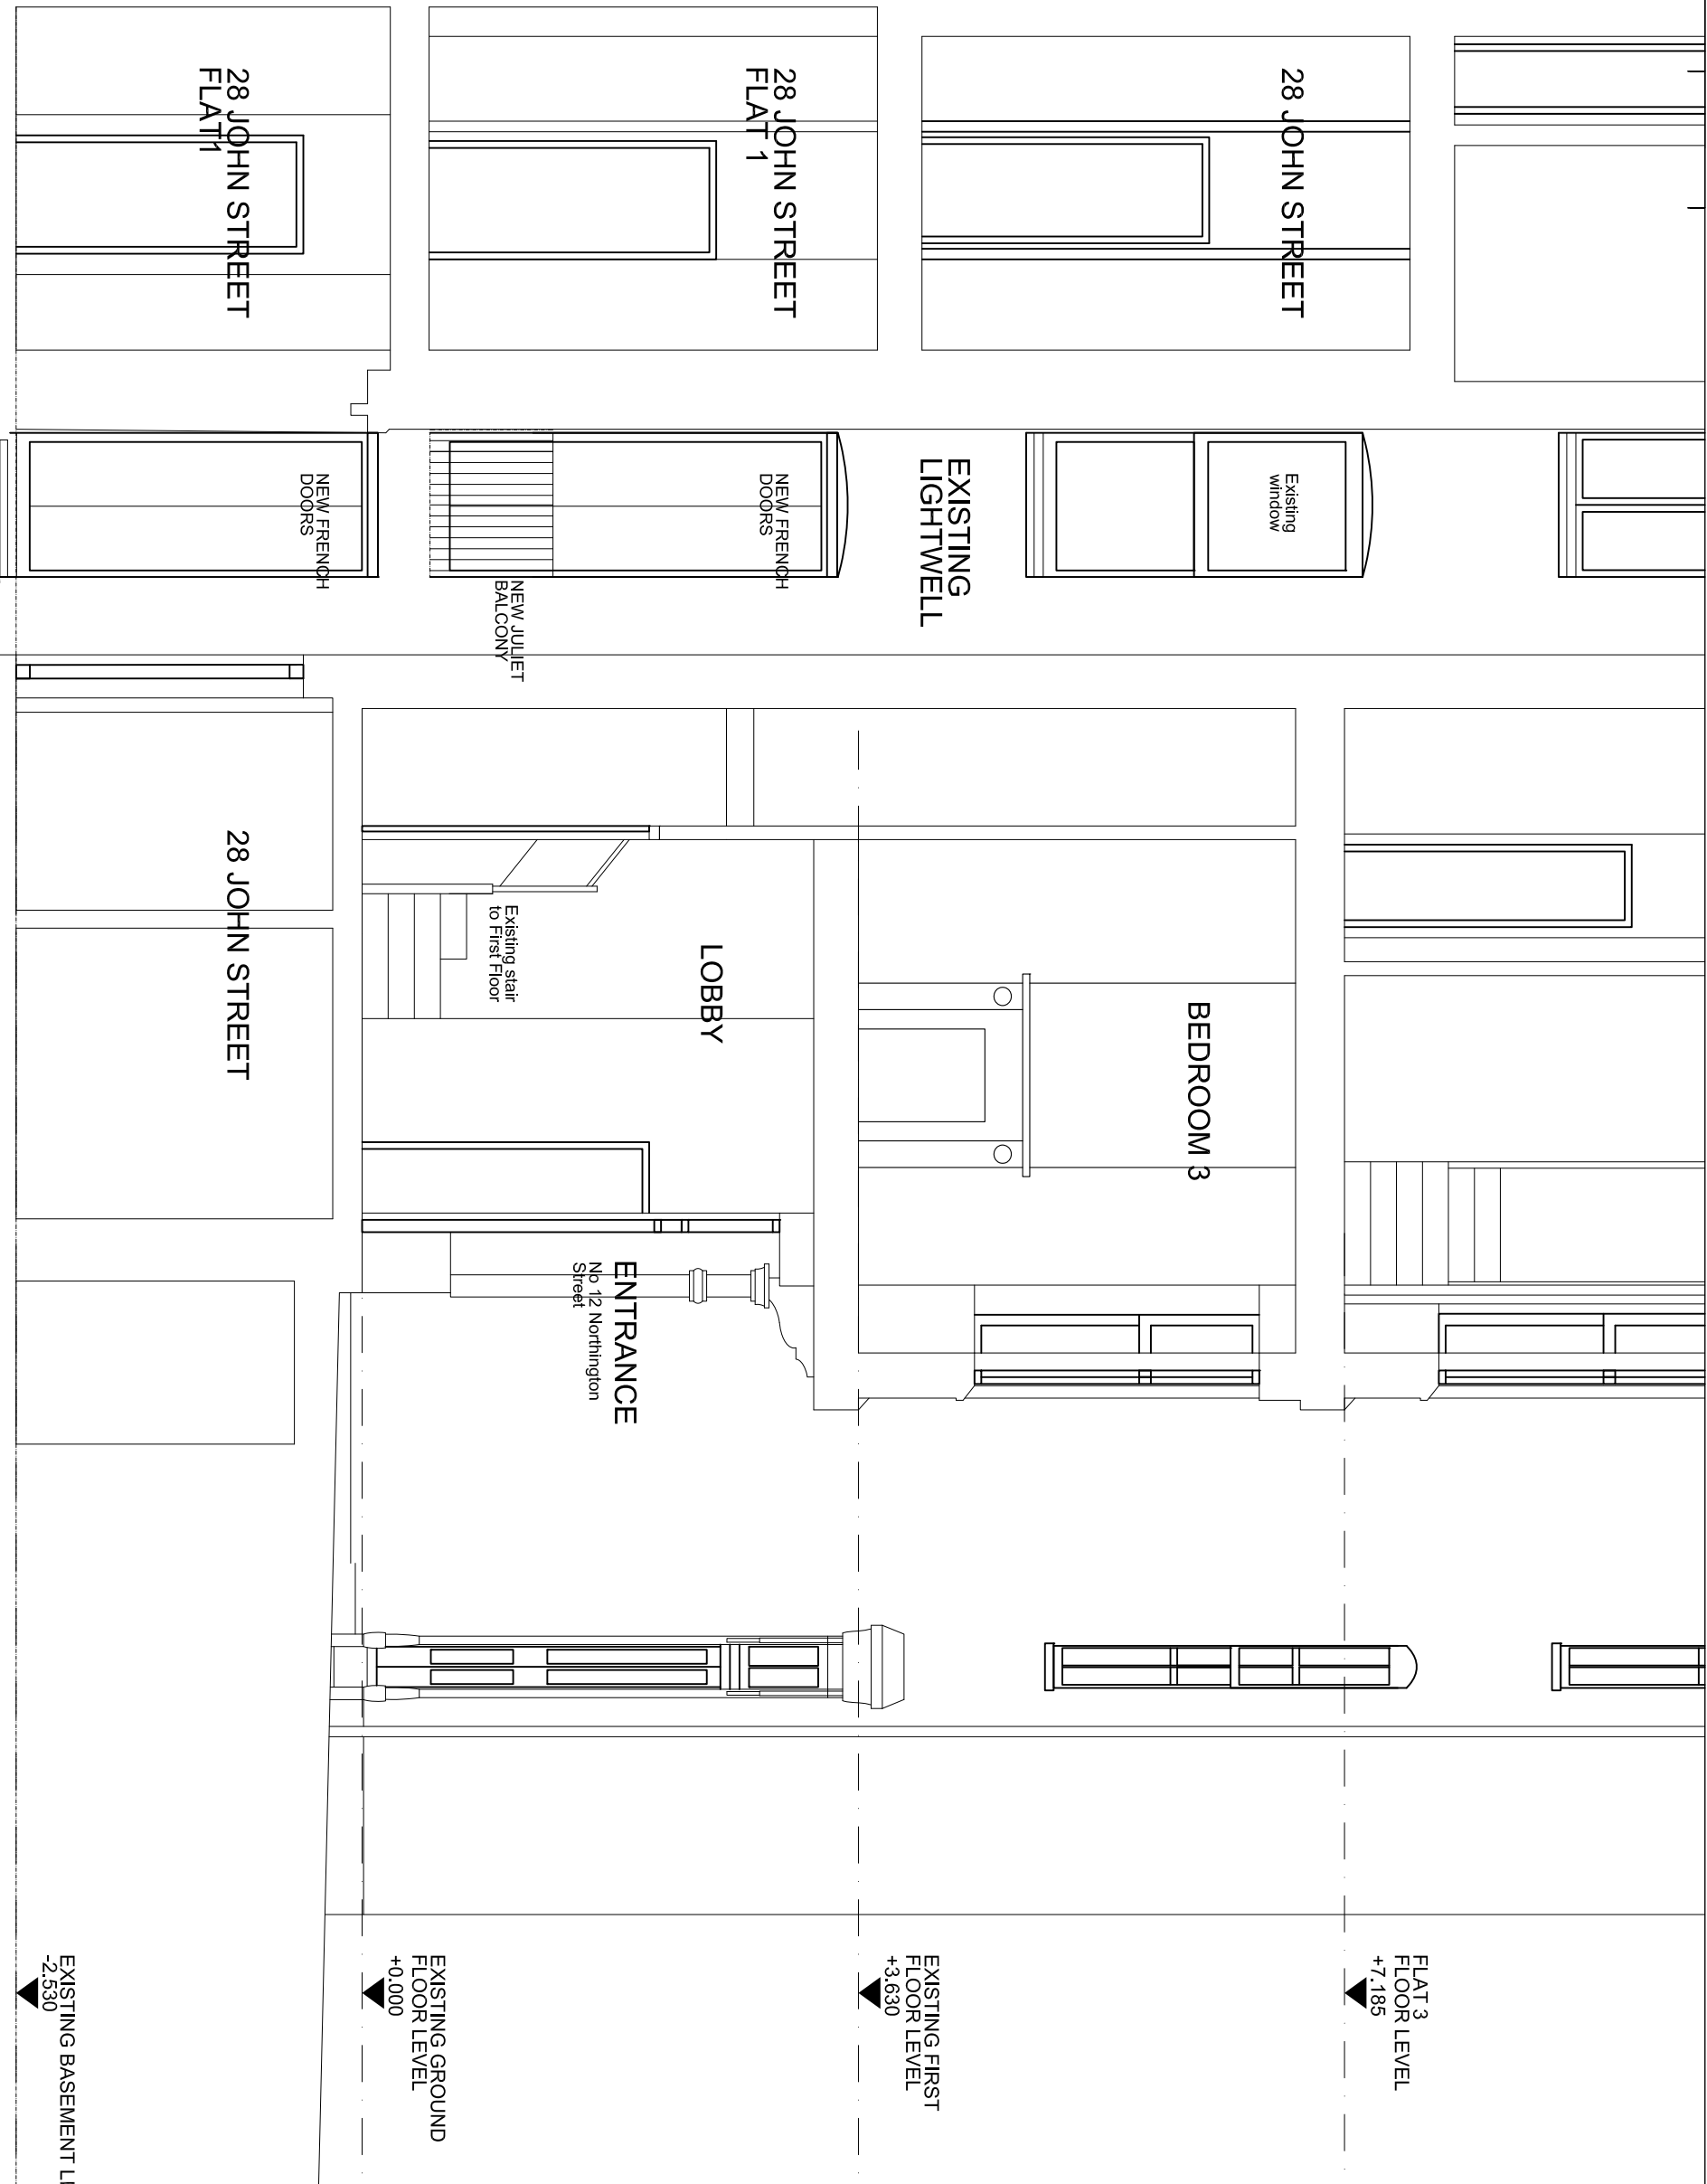 28 JOHN STREET
28 JOHN STREET
FLAT 1
28 JOHN STREET
FLAT 1
Existing
window
EXISTING
LIGHTWELL
NEW FRENCH
DOORS
NEW JULIET
BALCONY
NEW FRENCH
DOORS
BEDROOM 3
LOBBY
Existing stair
to First Floor
28 JOHN STREET
ENTRANCE
No 12 Northington
Street
FLAT 3
FLOOR LEVEL
+7.185
EXISTING FIRST
FLOOR LEVEL
+3.630
EXISTING GROUND
FLOOR LEVEL
+0.000
EXISTING BASEMENT
-2.530